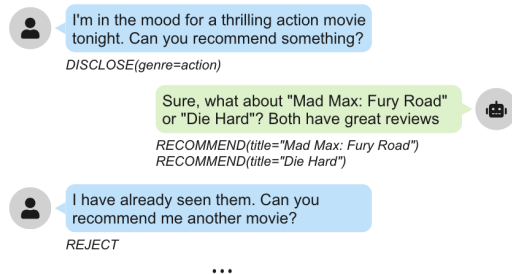 I'm in the mood for a thrilling action movie
tonight. Can you recommend something?
DISCLOSE(genre=action)
Sure, what about "Mad Max: Fury Road"
or "Die Hard"? Both have great reviews
RECOMMEND(title="Mad Max: Fury Road")
RECOMMEND(title="Die Hard")
I have already seen them. Can you
recommend me another movie?
REJECT
...